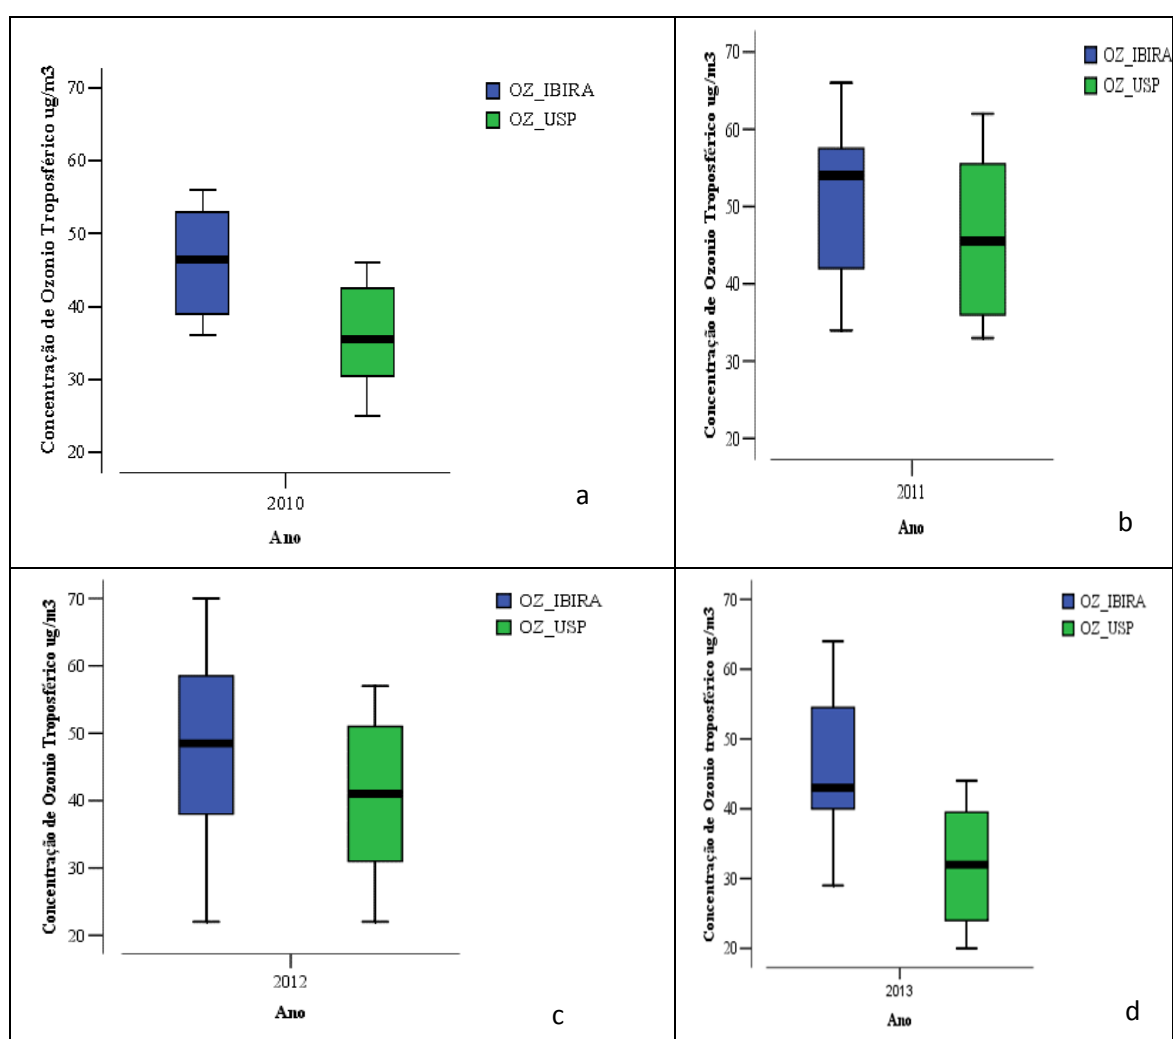 Concentração de Ozonio Troposférico ug/m3
70
60
50
40
30
20
OZ_IBIRA
OZ_USP
2010
Ano
a
Concentração de Ozonio Troposférico ug/m3
70
60
50
40
30
20
OZ_IBIRA
OZ_USP
2011
Ano
b
Concentração de Ozonio Troposférico ug/m3
70
60
50
40
30
20
OZ_IBIRA
OZ_USP
2012
Ano
c
Concentração de Ozonio troposférico ug/m3
70
60
50
40
30
20
OZ_IBIRA
OZ_USP
2013
Ano
d